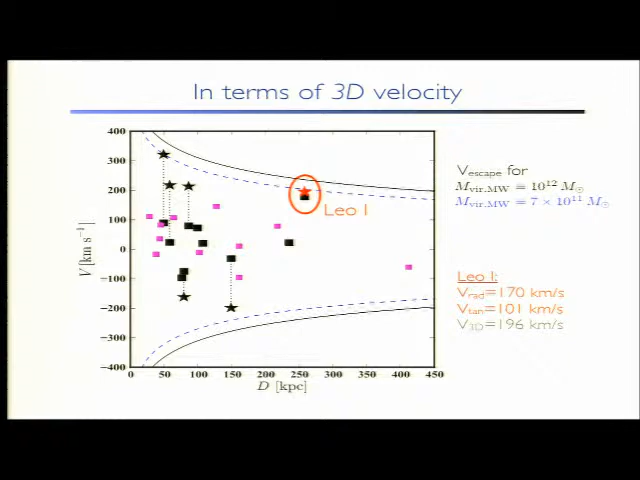 In terms of 3D velocity
400
300
200
100
0
−100
−200
−300
−400
V [km s⁻¹]
0 50 100 150 200 250 300 350 400 450
D [kpc]
Leo I
Vescape for
Mvir,MW = 10¹² M⊙
Mvir,MW = 7 × 10¹¹ M⊙
Leo I:
Vrad=170 km/s
Vtan=101 km/s
V3D=196 km/s